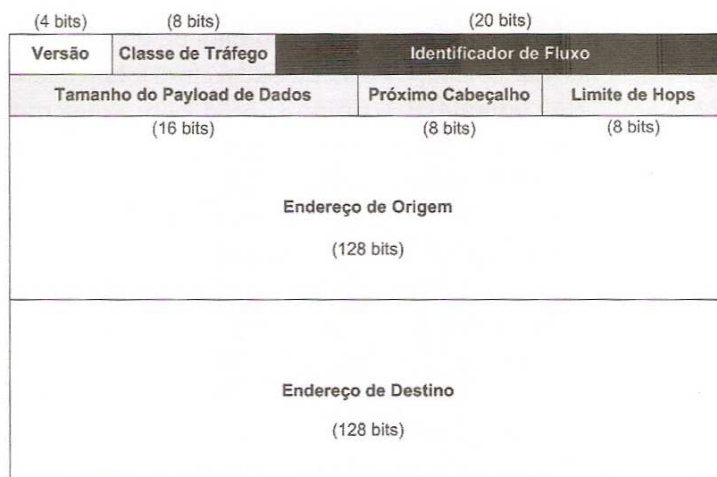 (4 bits) (8 bits) (20 bits)
Versão Classe de Tráfego Identificador de Fluxo
Tamanho do Payload de Dados Próximo Cabeçalho Limite de Hops
(16 bits) (8 bits) (8 bits)
Endereço de Origem
(128 bits)
Endereço de Destino
(128 bits)